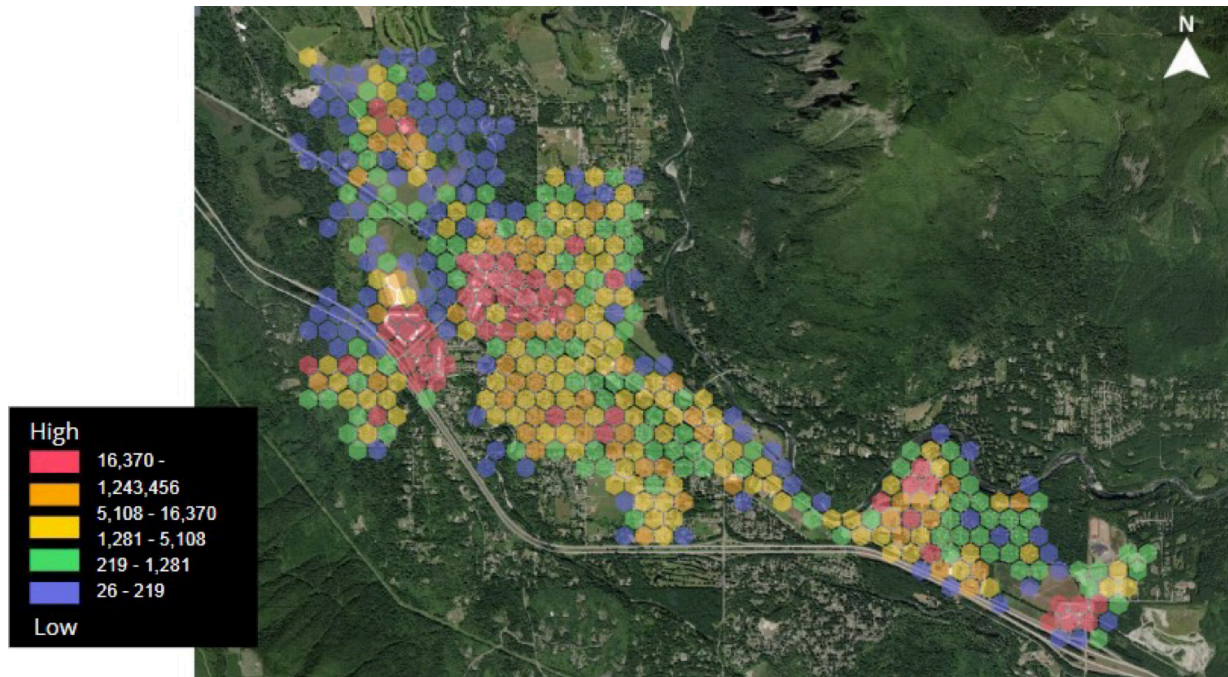 N
High
16,370 -
1,243,456
5,108 - 16,370
1,281 - 5,108
219 - 1,281
26 - 219
Low